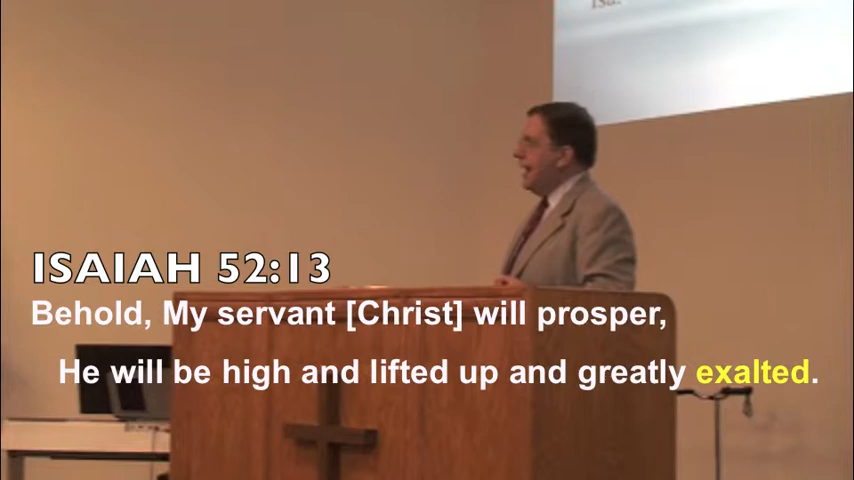 Isa.
ISAIAH 52:13
Behold, My servant [Christ] will prosper,
He will be high and lifted up and greatly exalted.